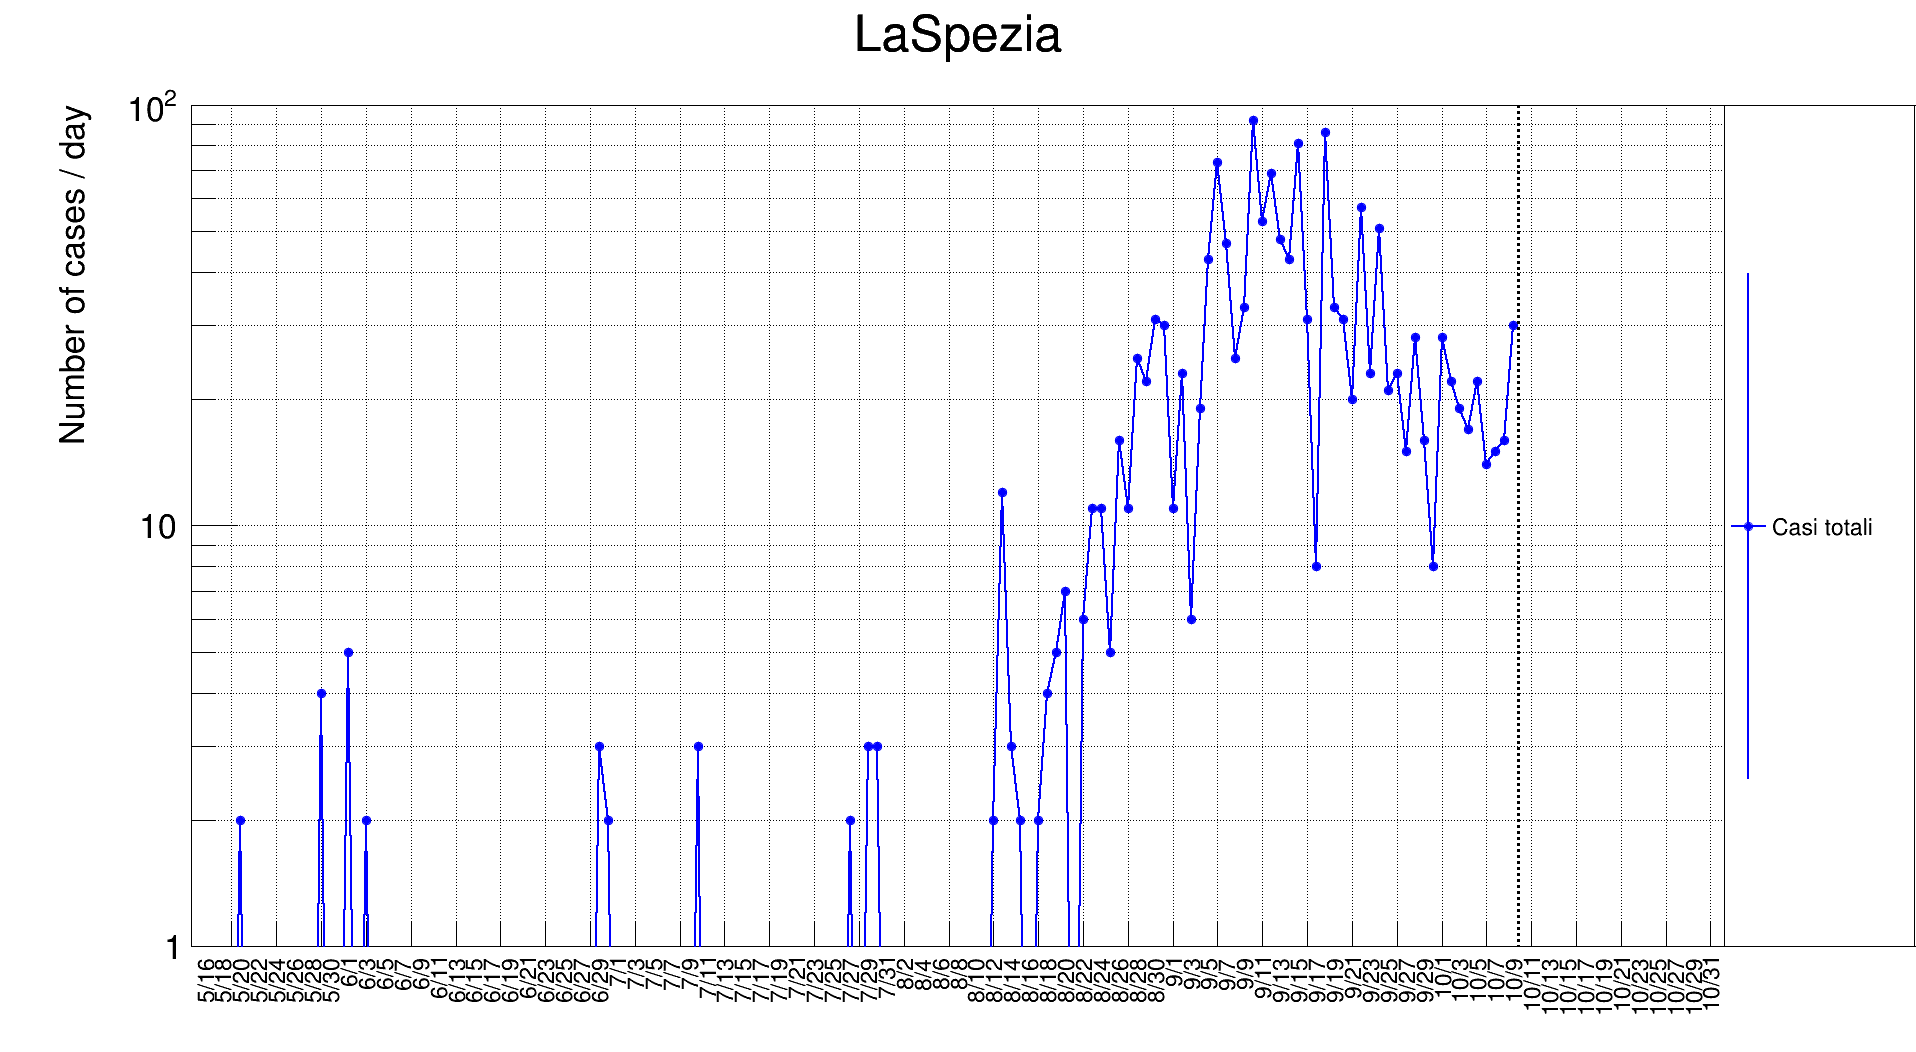 LaSpezia
Number of cases / day
10²
10
1
5/16 5/18 5/20 5/22 5/24 5/26 5/28 5/30 6/1 6/3 6/5 6/7 6/9 6/11 6/13 6/15 6/17 6/19 6/21 6/23 6/25 6/27 6/29 7/1 7/3 7/5 7/7 7/9 7/11 7/13 7/15 7/17 7/19 7/21 7/23 7/25 7/27 7/29 7/31 8/2 8/4 8/6 8/8 8/10 8/12 8/14 8/16 8/18 8/20 8/22 8/24 8/26 8/28 8/30 9/1 9/3 9/5 9/7 9/9 9/11 9/13 9/15 9/17 9/19 9/21 9/23 9/25 9/27 9/29 10/1 10/3 10/5 10/7 10/9 10/11 10/13 10/15 10/17 10/19 10/21 10/23 10/25 10/27 10/29 10/31
Casi totali